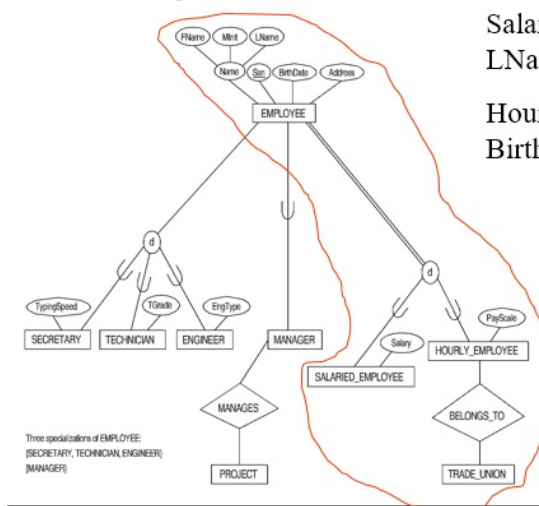 Salar
LNa
Hour
Birth
FName MInit LName
Name Ssn BirthDate Address
EMPLOYEE
d
d
TypingSpeed TGrade EngType PayScale
SECRETARY TECHNICIAN ENGINEER MANAGER Salary HOURLY_EMPLOYEE
SALARIED_EMPLOYEE
MANAGES BELONGS_TO
Three specializations of EMPLOYEE:
{SECRETARY, TECHNICIAN, ENGINEER}
{MANAGER}
PROJECT TRADE_UNION